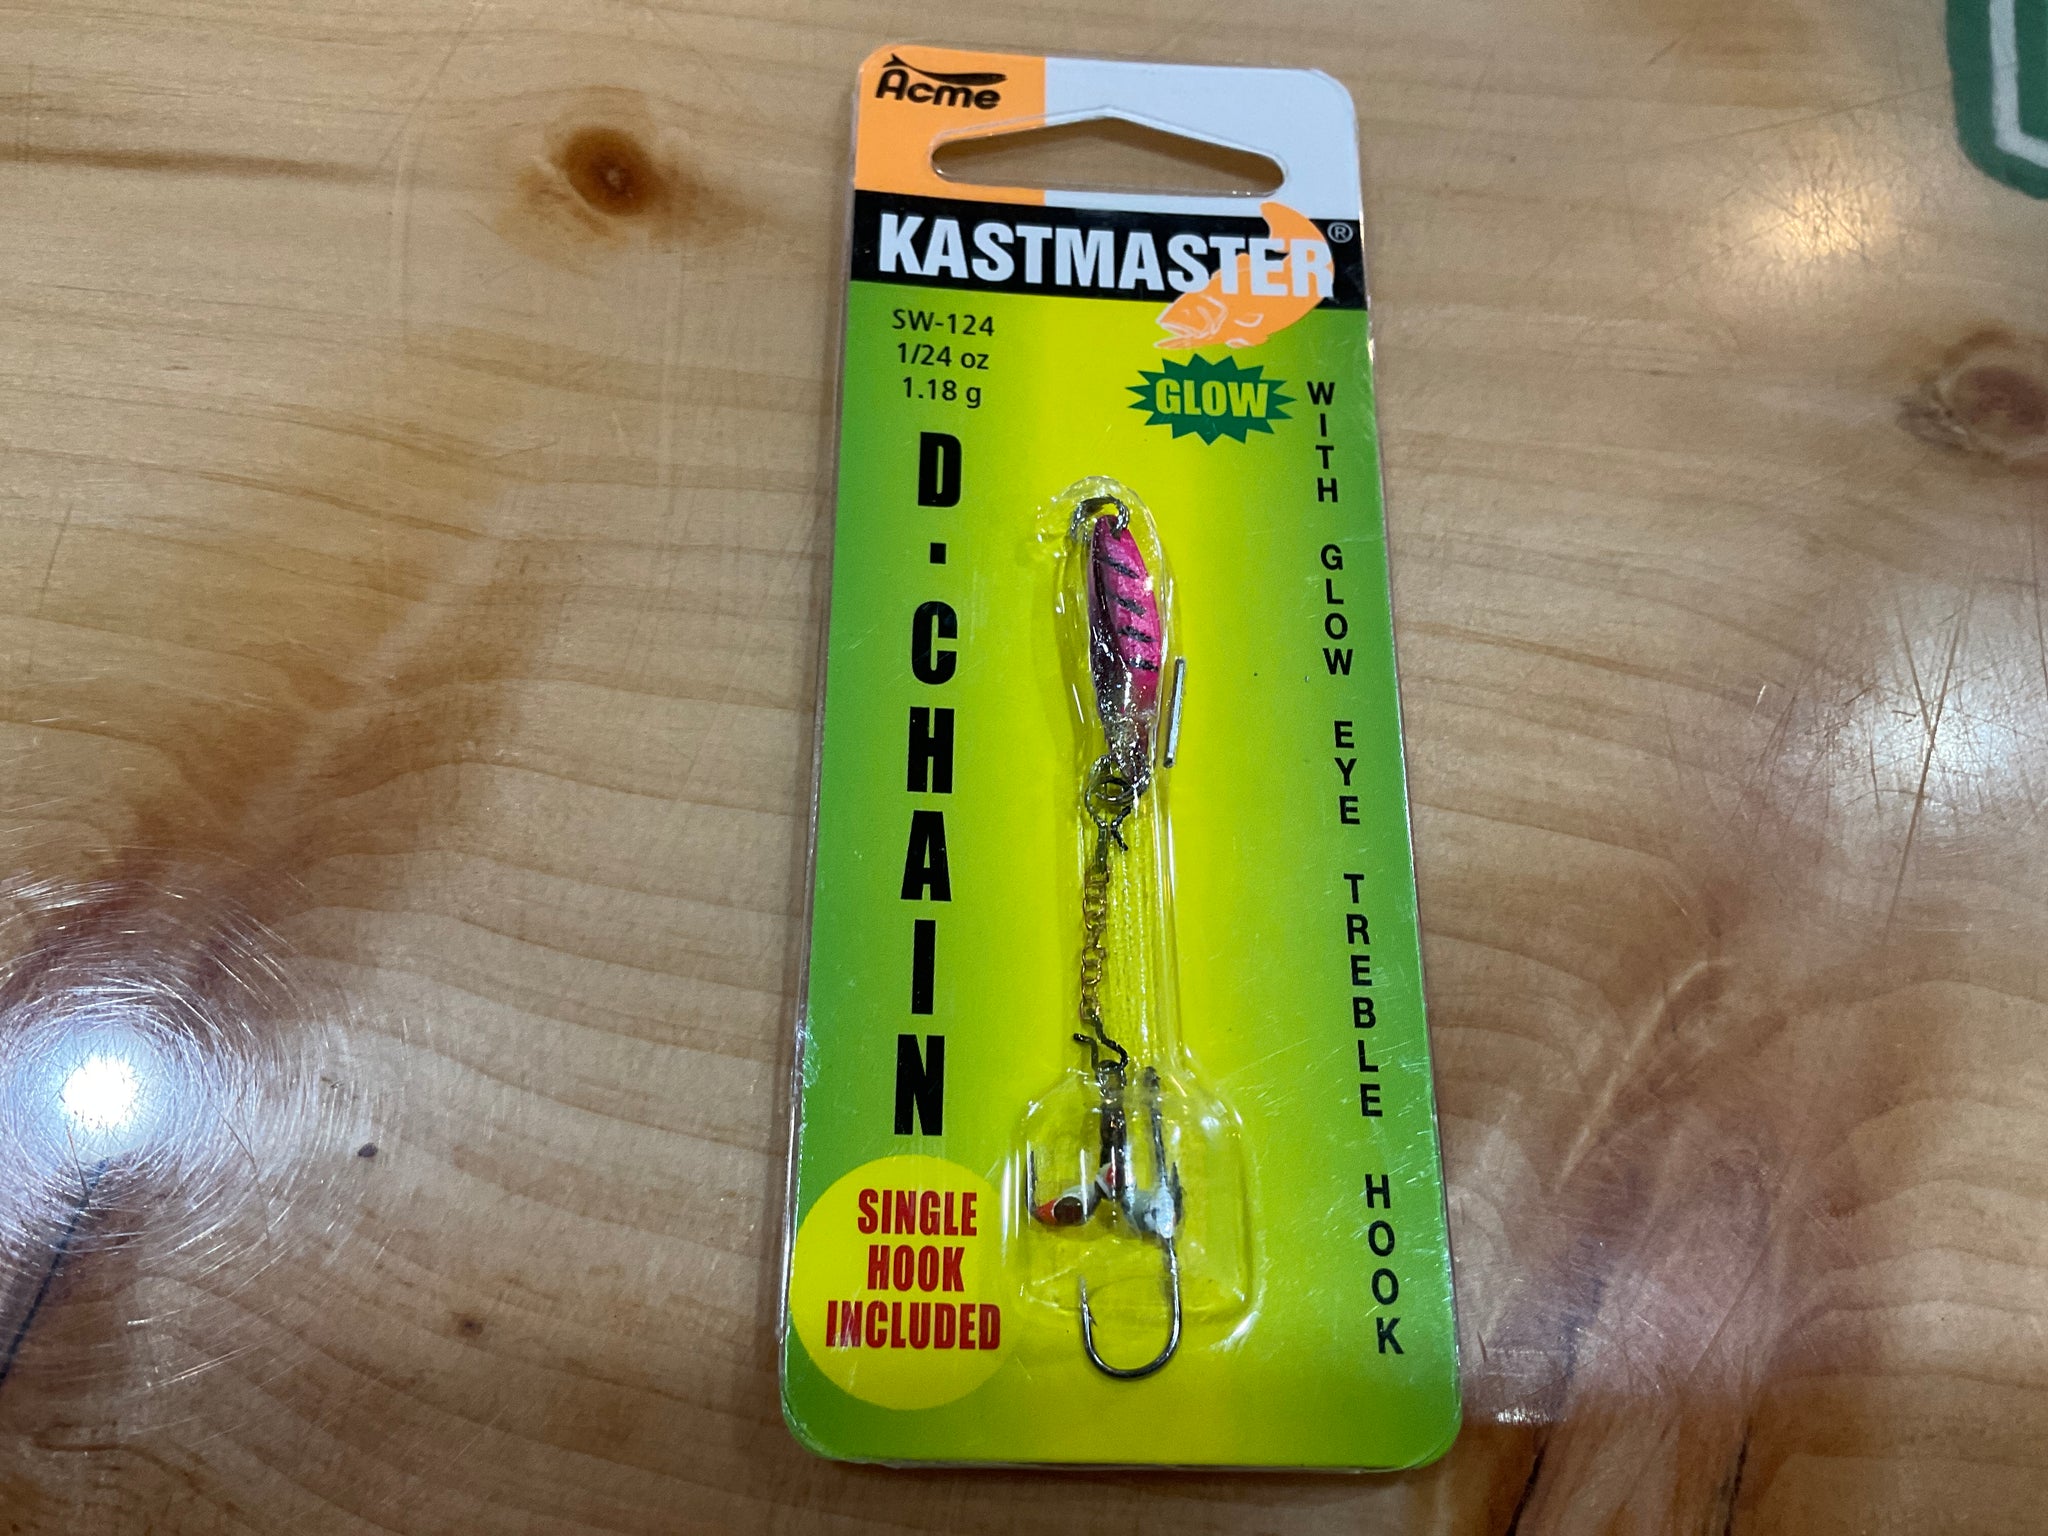 Acme
KASTMASTER®
SW-124
1/24 oz
1.18 g
GLOW
D·CHAIN
WITH GLOW EYE TREBLE HOOK
SINGLE
HOOK
INCLUDED